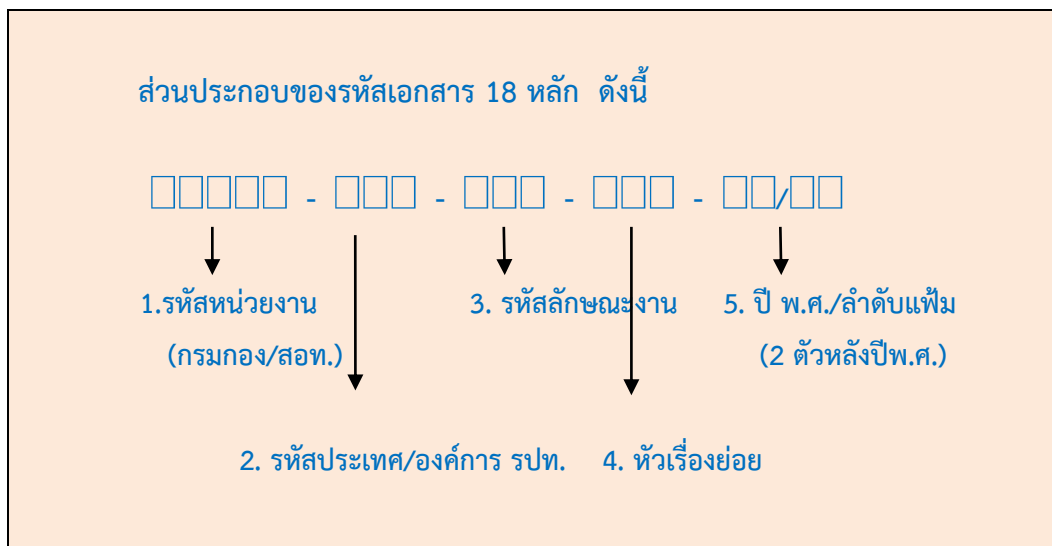 ส่วนประกอบของรหัสเอกสาร 18 หลัก ดังนี้
□□□□□ - □□□ - □□□ - □□□ - □□/□□
1.รหัสหน่วยงาน 3. รหัสลักษณะงาน 5. ปี พ.ศ./ลำดับแฟ้ม
(กรมกอง/สอท.) (2 ตัวหลังปีพ.ศ.)
2. รหัสประเทศ/องค์การ รปท. 4. หัวเรื่องย่อย